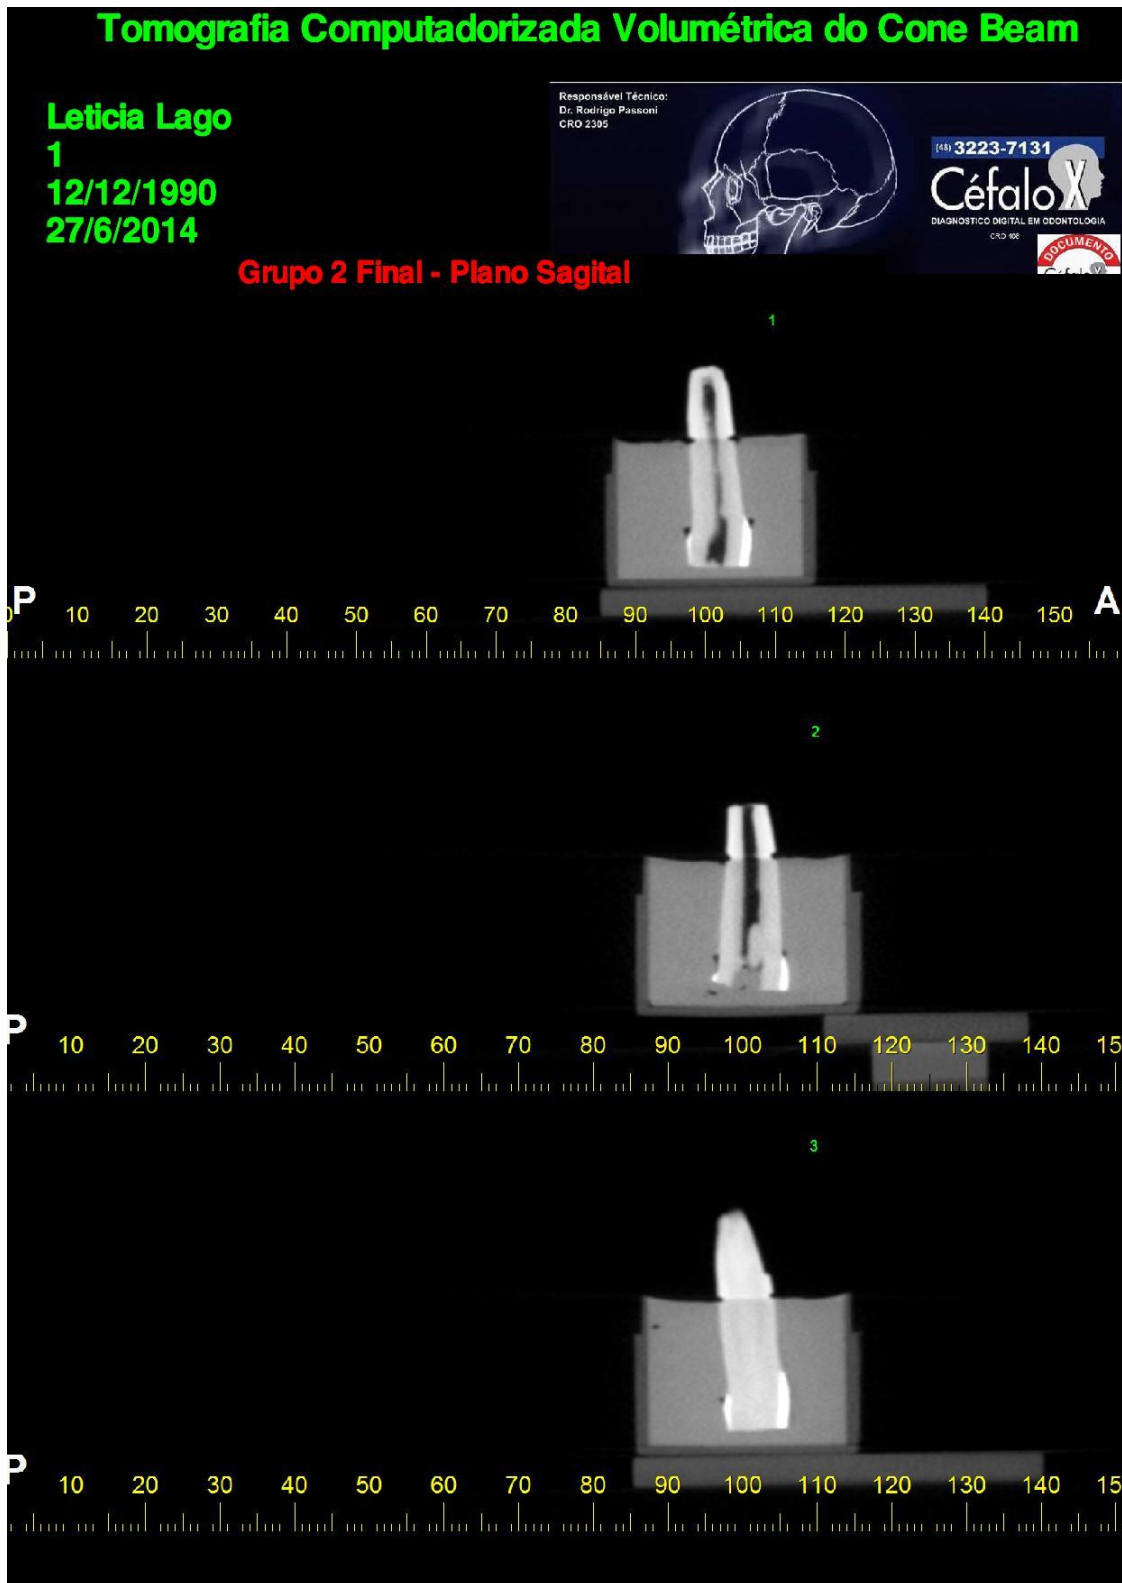 Tomografia Computadorizada Volumétrica do Cone Beam
Leticia Lago
1
12/12/1990
27/6/2014
Responsável Técnico:
Dr. Rodrigo Passoni
CRO 2305
(48) 3223-7131
Céfalo X
DIAGNOSTICO DIGITAL EM ODONTOLOGIA
CRO 108
DOCUMENTO
Grupo 2 Final - Plano Sagital
1
P A
0 10 20 30 40 50 60 70 80 90 100 110 120 130 140 150
2
P
10 20 30 40 50 60 70 80 90 100 110 120 130 140 15
3
P
10 20 30 40 50 60 70 80 90 100 110 120 130 140 15